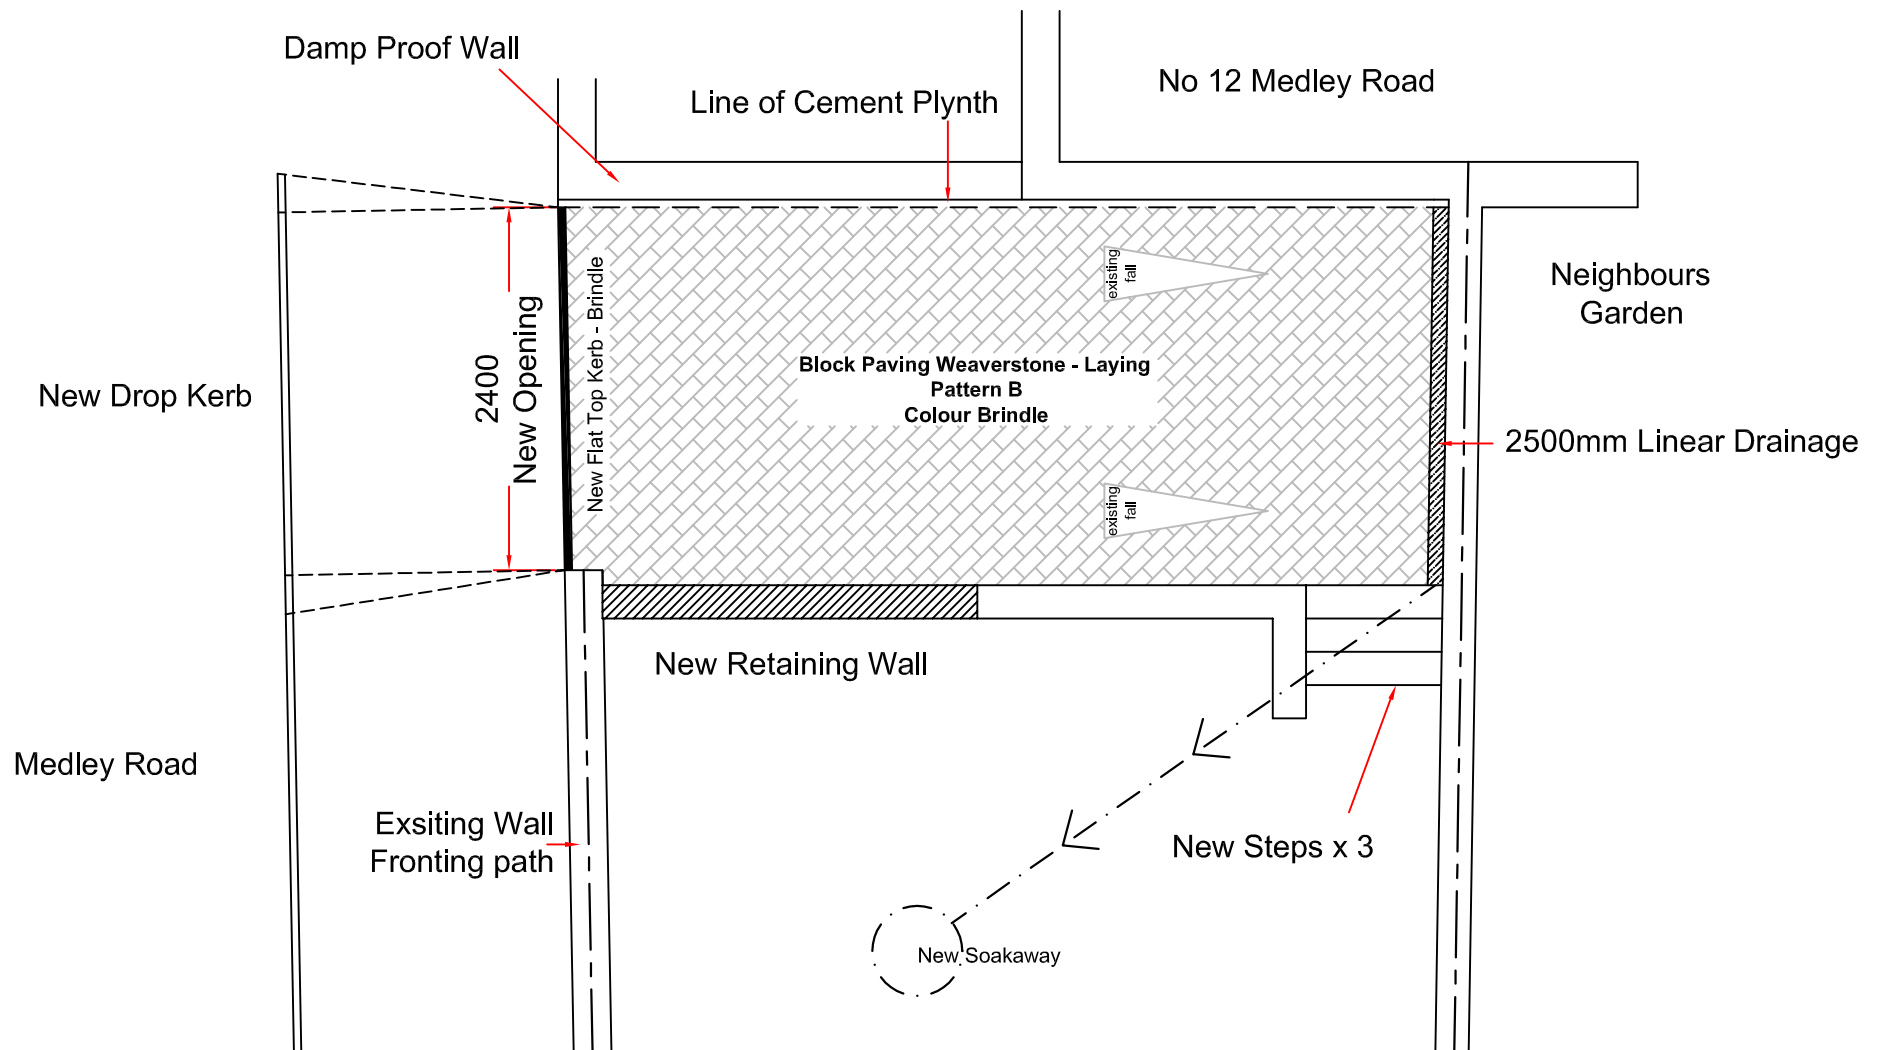 Damp Proof Wall
Line of Cement Plynth
No 12 Medley Road
Neighbours
Garden
New Drop Kerb
2400
New Opening
New Flat Top Kerb - Brindle
existing
fall
Block Paving Weaverstone - Laying
Pattern B
Colour Brindle
existing
fall
2500mm Linear Drainage
New Retaining Wall
Medley Road
Exsiting Wall
Fronting path
New Steps x 3
New Soakaway